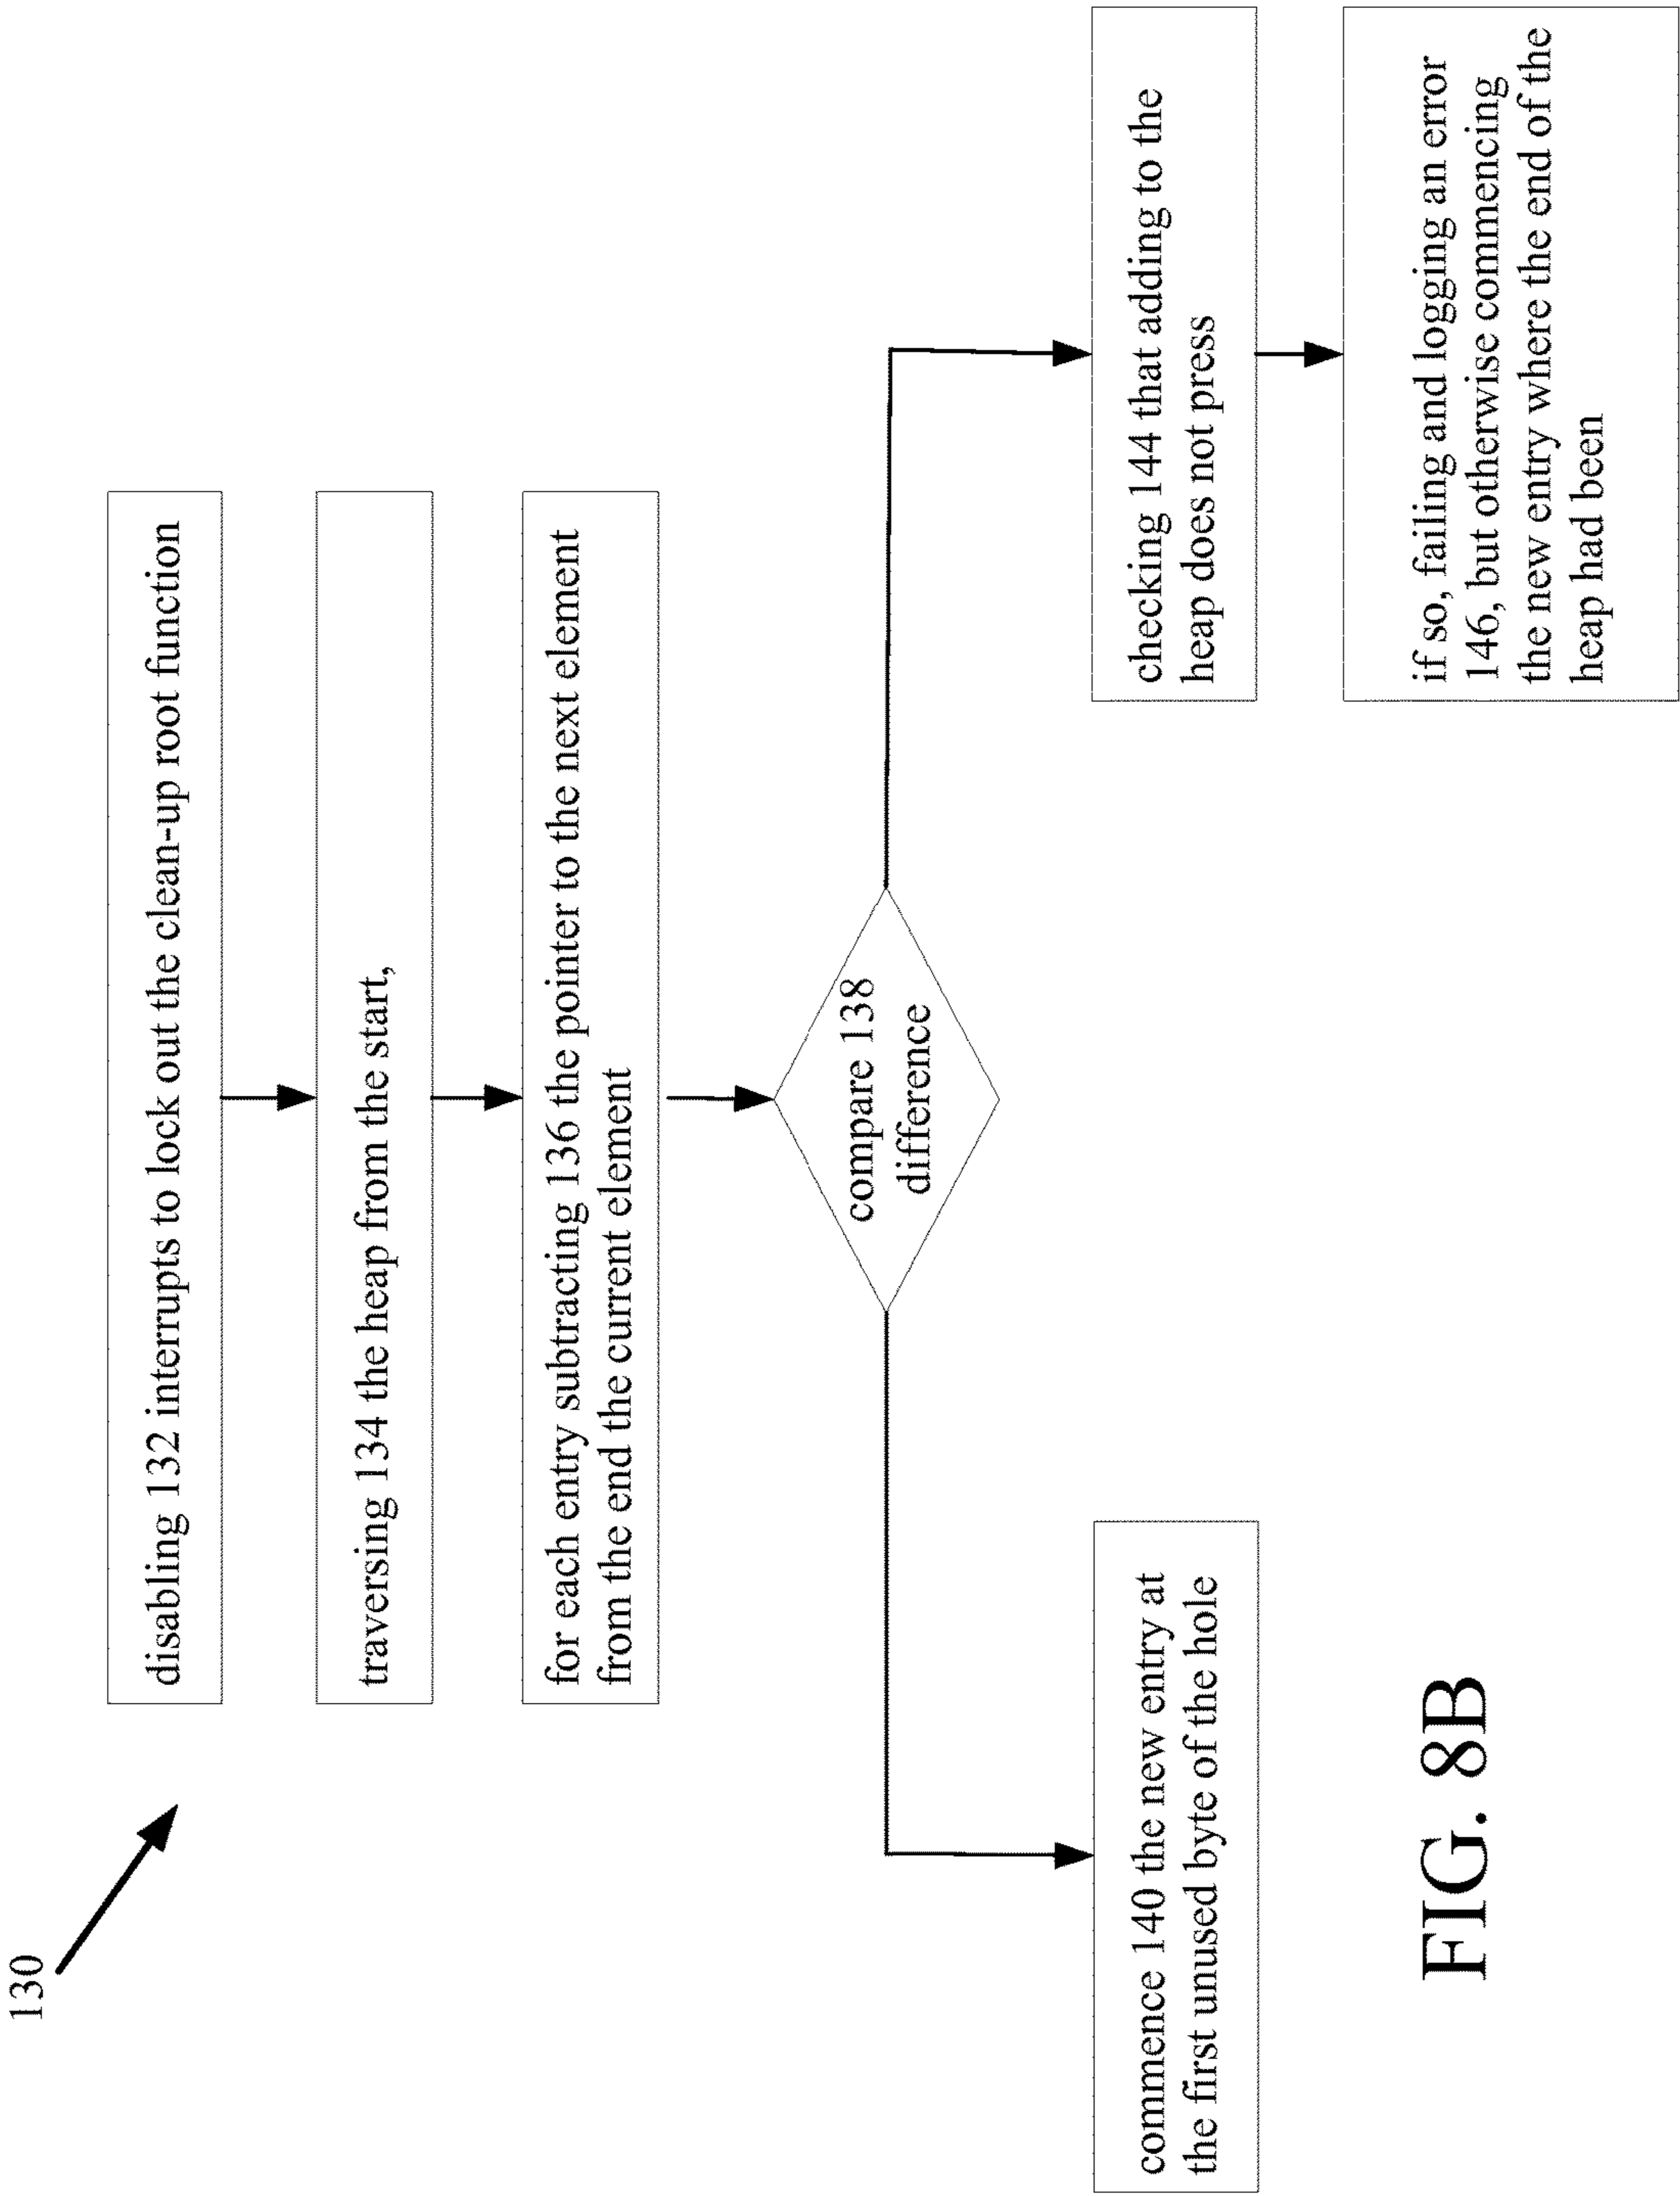 130
disabling 132 interrupts to lock out the clean-up root function
traversing 134 the heap from the start,
for each entry subtracting 136 the pointer to the next element
from the end the current element
compare 138
difference
commence 140 the new entry at
the first unused byte of the hole
checking 144 that adding to the
heap does not press
if so, failing and logging an error
146, but otherwise commencing
the new entry where the end of the
heap had been
FIG. 8B